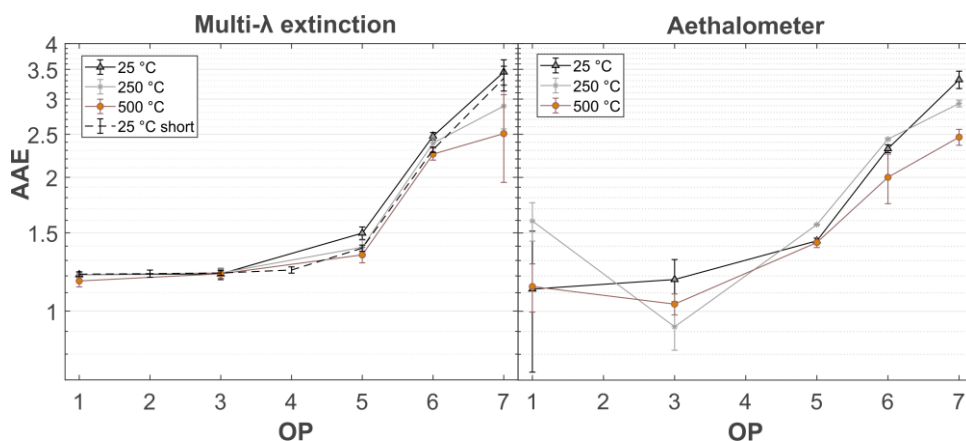 Multi-λ extinction
Aethalometer
AAE
4
3.5
3
2.5
2
1.5
1
25 °C
250 °C
500 °C
25 °C short
25 °C
250 °C
500 °C
1 2 3 4 5 6 7
1 2 3 4 5 6 7
OP
OP